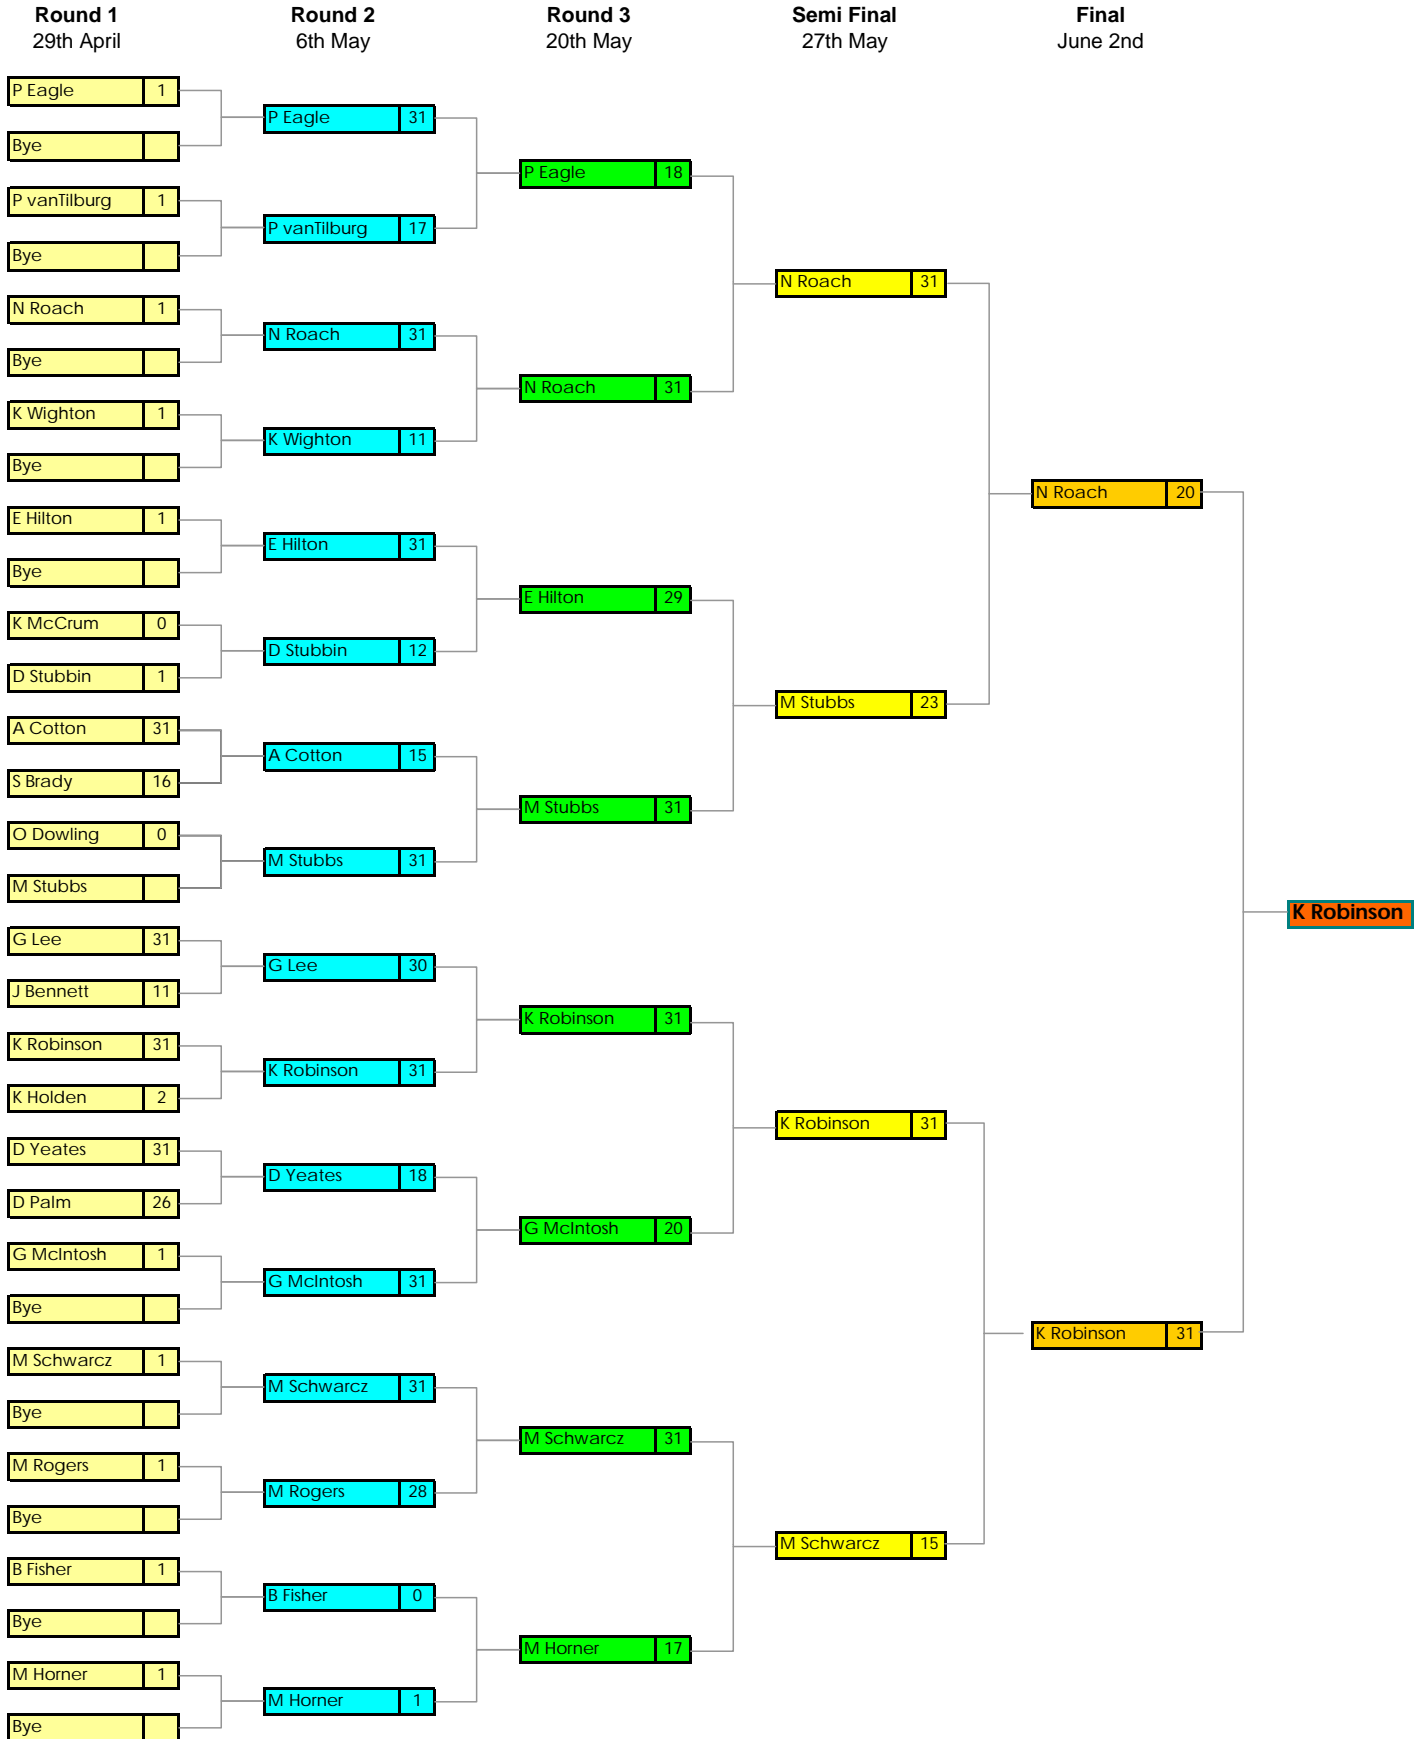 Round 1
29th April
Round 2
6th May
Round 3
20th May
Semi Final
27th May
Final
June 2nd
P Eagle 1
Bye
P vanTilburg 1
Bye
N Roach 1
Bye
K Wighton 1
Bye
E Hilton 1
Bye
K McCrum 0
D Stubbin 1
A Cotton 31
S Brady 16
O Dowling 0
M Stubbs
G Lee 31
J Bennett 11
K Robinson 31
K Holden 2
D Yeates 31
D Palm 26
G McIntosh 1
Bye
M Schwarcz 1
Bye
M Rogers 1
Bye
B Fisher 1
Bye
M Horner 1
Bye
P Eagle 31
P vanTilburg 17
N Roach 31
K Wighton 11
E Hilton 31
D Stubbin 12
A Cotton 15
M Stubbs 31
G Lee 30
K Robinson 31
D Yeates 18
G McIntosh 31
M Schwarcz 31
M Rogers 28
B Fisher 0
M Horner 1
P Eagle 18
N Roach 31
E Hilton 29
M Stubbs 31
K Robinson 31
G McIntosh 20
M Schwarcz 31
M Horner 17
N Roach 31
M Stubbs 23
K Robinson 31
M Schwarcz 15
N Roach 20
K Robinson 31
K Robinson